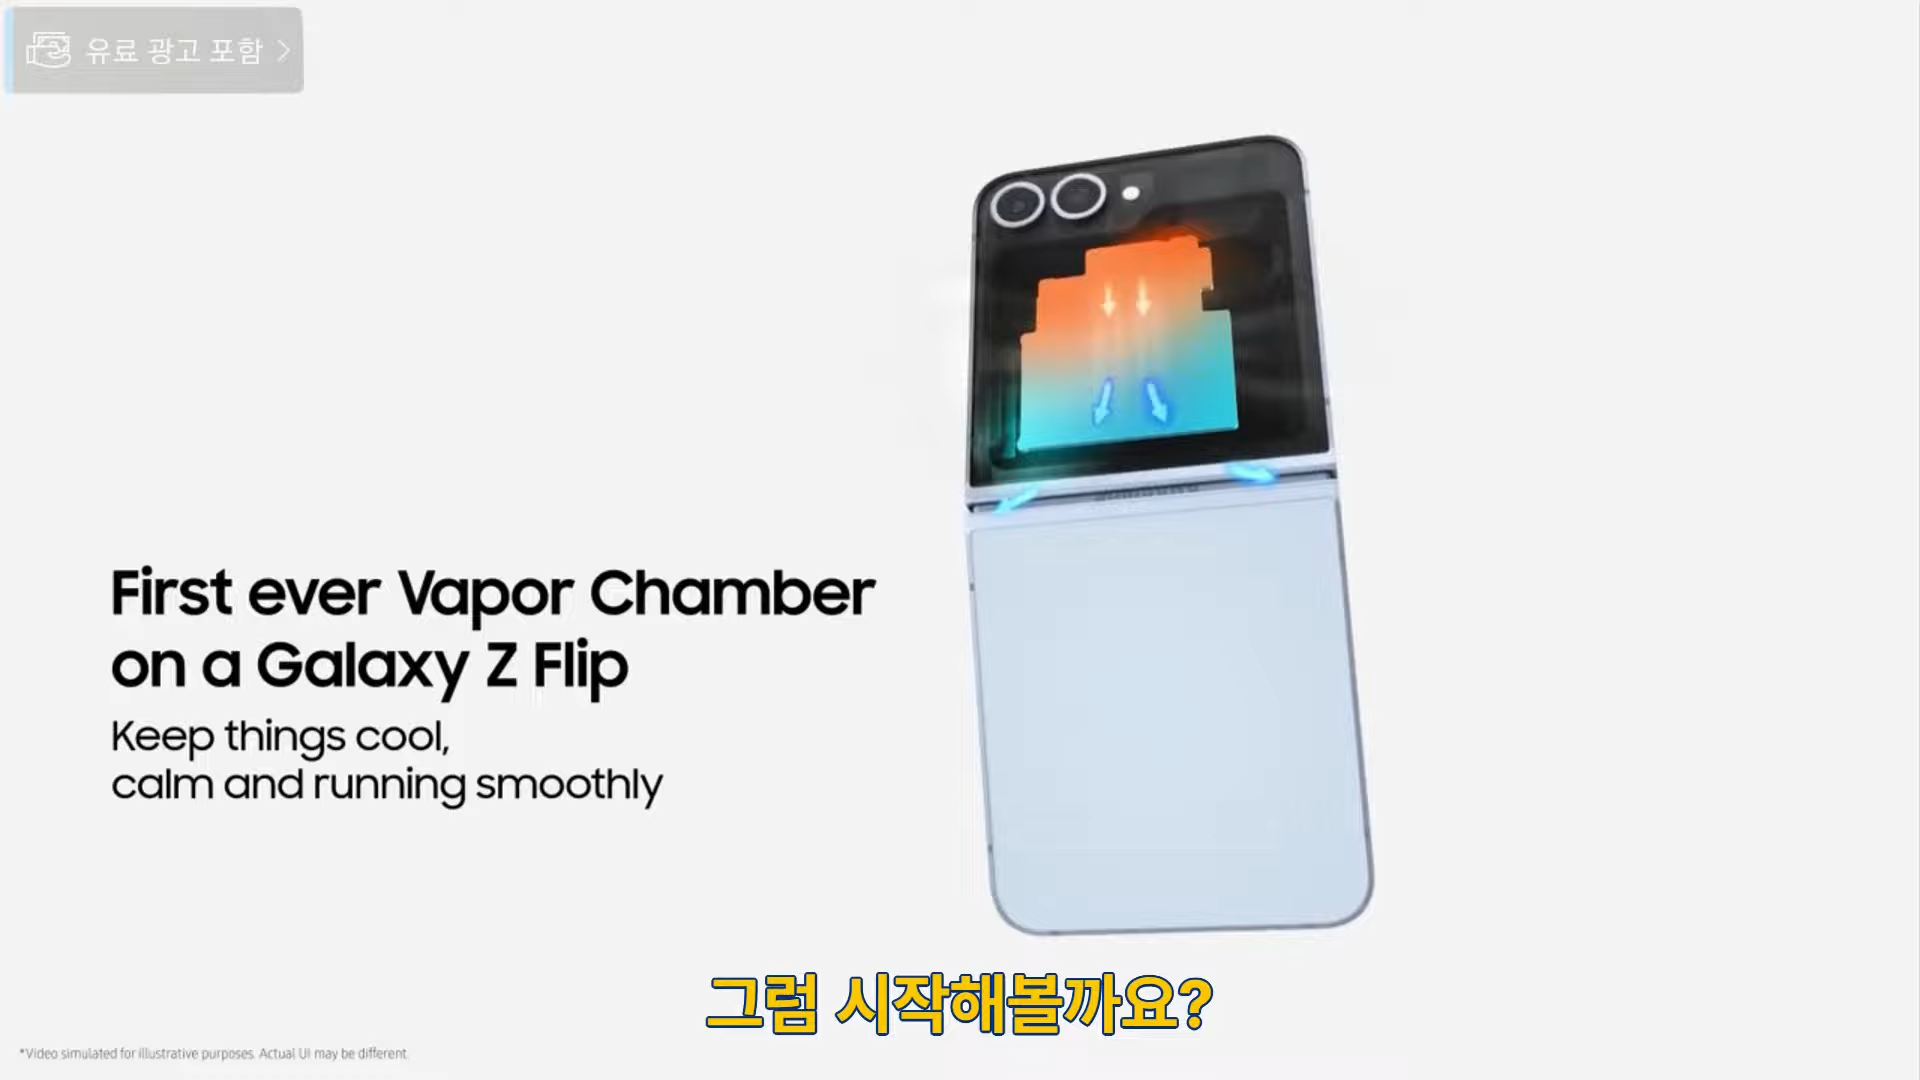 유료 광고 포함
First ever Vapor Chamber
on a Galaxy Z Flip
Keep things cool,
calm and running smoothly
그럼 시작해볼까요?
*Video simulated for illustrative purposes. Actual UI may be different.